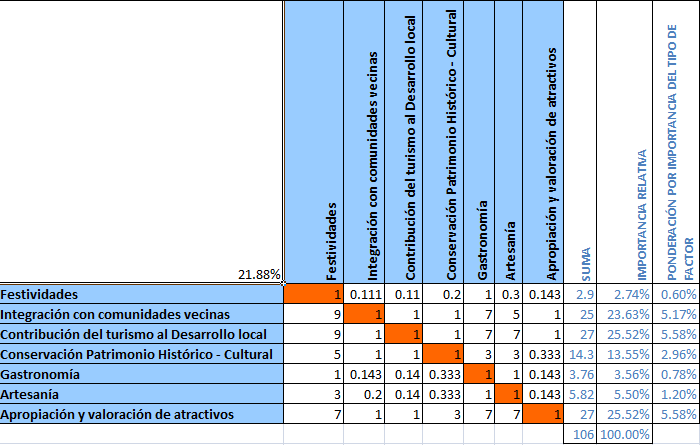 21.88% Festividades Integración con comunidades vecinas Contribución del turismo al Desarrollo local Conservación Patrimonio Histórico - Cultural Gastronomía Artesanía Apropiación y valoración de atractivos SUMA IMPORTANCIA RELATIVA PONDERACIÓN POR IMPORTANCIA DEL TIPO DE FACTOR
Festividades 1 0.111 0.11 0.2 1 0.3 0.143 2.9 2.74% 0.60%
Integración con comunidades vecinas 9 1 1 1 7 5 1 25 23.63% 5.17%
Contribución del turismo al Desarrollo local 9 1 1 1 7 7 1 27 25.52% 5.58%
Conservación Patrimonio Histórico - Cultural 5 1 1 1 3 3 0.333 14.3 13.55% 2.96%
Gastronomía 1 0.143 0.14 0.333 1 1 0.143 3.76 3.56% 0.78%
Artesanía 3 0.2 0.14 0.333 1 1 0.143 5.82 5.50% 1.20%
Apropiación y valoración de atractivos 7 1 1 3 7 7 1 27 25.52% 5.58%
106 100.00%